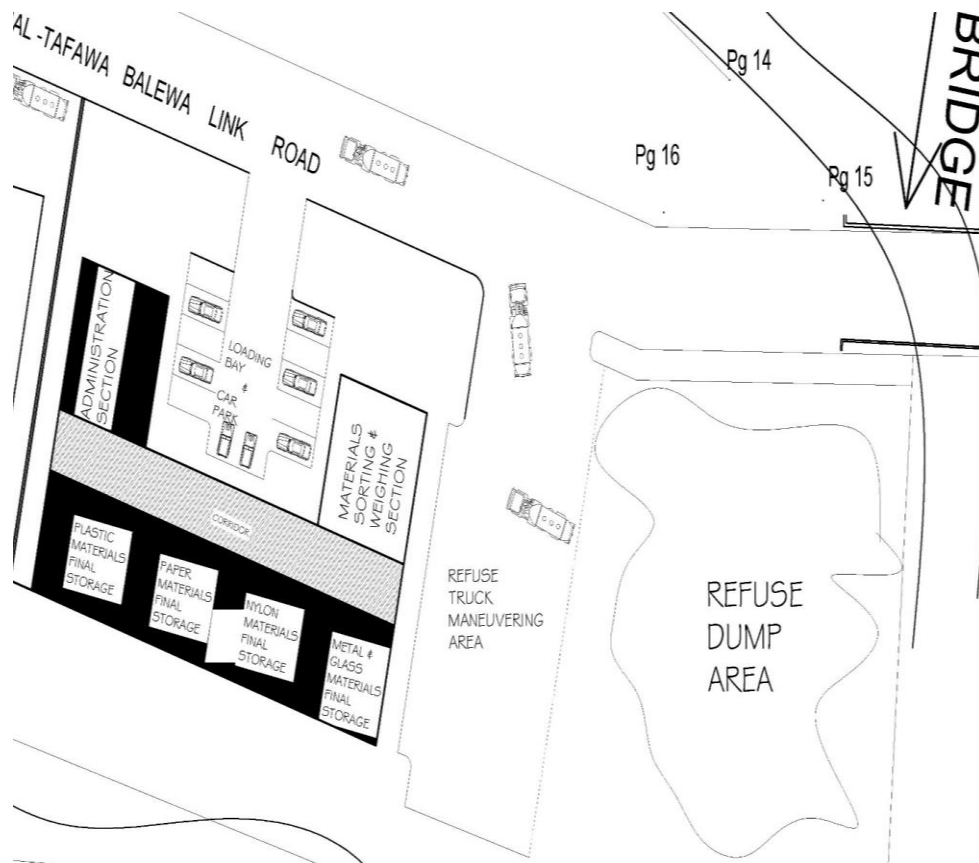 AL-TAFAWA BALEWA LINK ROAD
Pg 14
BRIDGE
Pg 16
Pg 15
ADMINISTRATION
SECTION
LOADING
BAY
&
CAR
PARK
MATERIALS
SORTING &
WEIGHING
SECTION
CORRIDOR
PLASTIC
MATERIALS
FINAL
STORAGE
PAPER
MATERIALS
FINAL
STORAGE
NYLON
MATERIALS
FINAL
STORAGE
METAL &
GLASS
MATERIALS
FINAL
STORAGE
REFUSE
TRUCK
MANEUVERING
AREA
REFUSE
DUMP
AREA